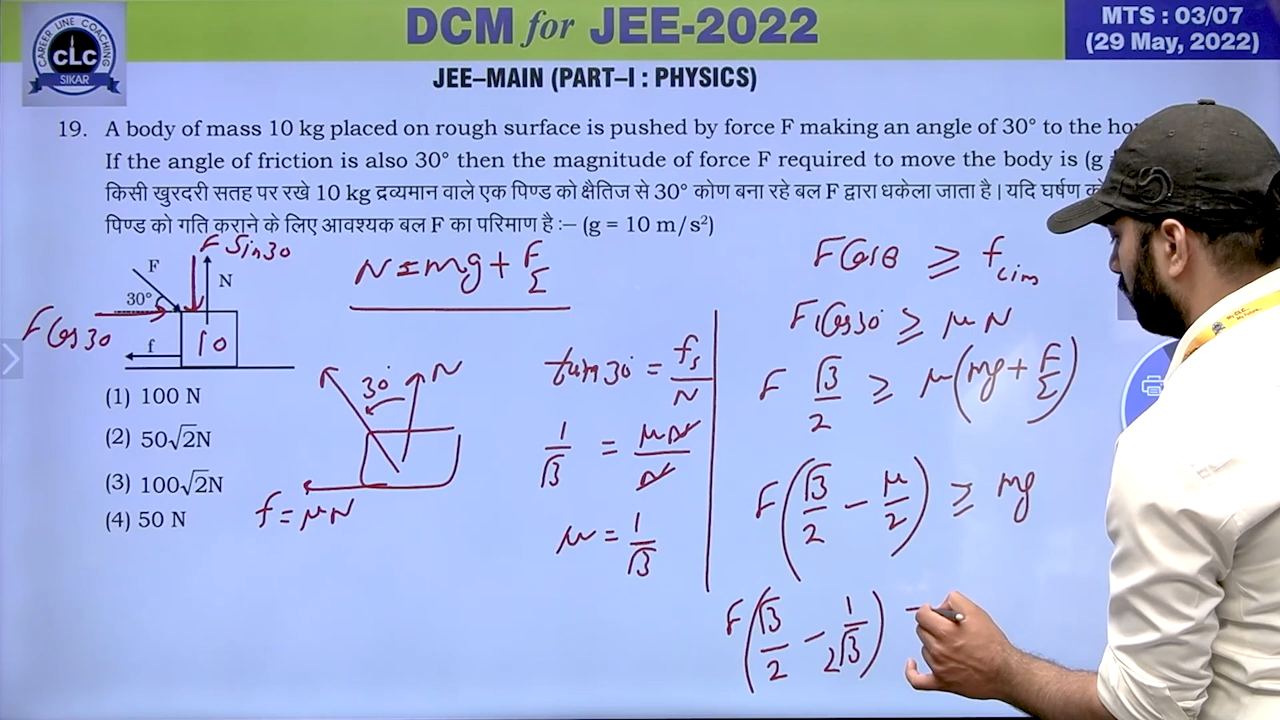 DCM for JEE-2022
MTS : 03/07
(29 May, 2022)
CAREER LINE COACHING
CLC
SIKAR
JEE–MAIN (PART–I : PHYSICS)
19. A body of mass 10 kg placed on rough surface is pushed by force F making an angle of 30° to the
If the angle of friction is also 30° then the magnitude of force F required to move the body is (g
किसी खुरदरी सतह पर रखे 10 kg द्रव्यमान वाले एक पिण्ड को क्षैतिज से 30° कोण बना रहे बल F द्वारा धकेला जाता है। यदि घर्षण
पिण्ड को गति कराने के लिए आवश्यक बल F का परिमाण है :– (g = 10 m/s²)
F Sin30
F
N
30°
F Cos30
f
10
N = mg + F/2
(1) 100 N
(2) 50√2N
(3) 100√2N
(4) 50 N
30°
N
f = μN
tan30° = fs/N
1/√3 = μN/N
μ = 1/√3
F Cosθ ≥ flim
F Cos30° ≥ μN
F √3/2 ≥ μ(mg + F/2)
F(√3/2 – μ/2) ≥ mg
F(√3/2 – 1/2√3)